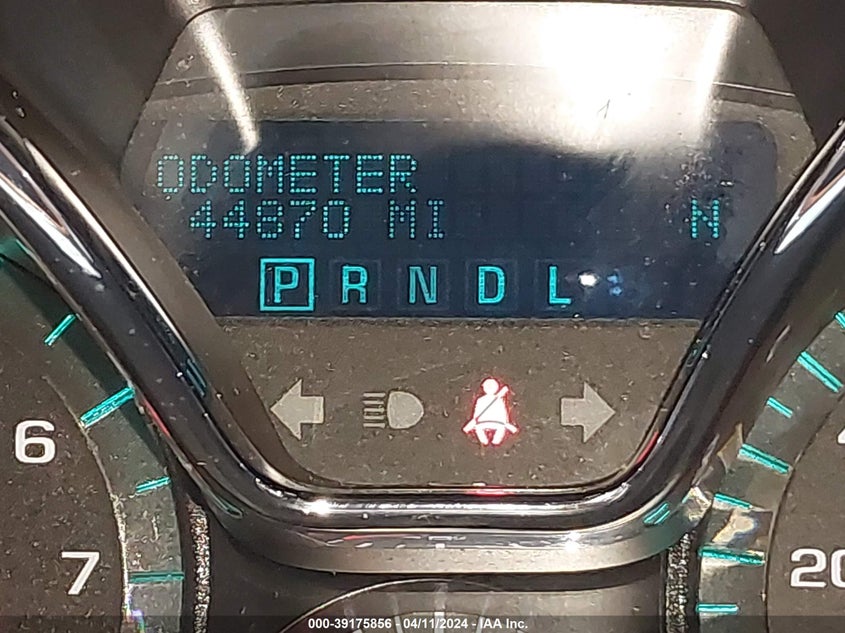 ODOMETER
44870 MI N
P R N D L
6
7
20
000-39175856 - 04/11/2024 - IAA Inc.